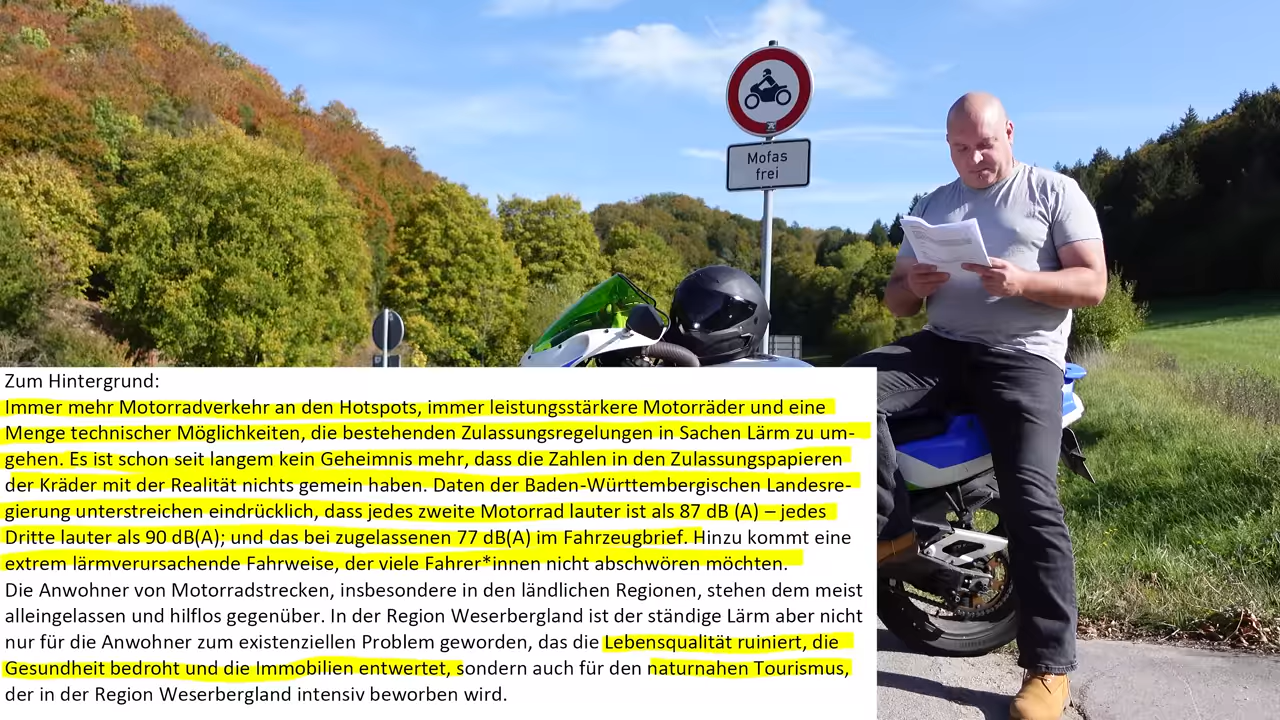 Mofas
frei
Zum Hintergrund:
Immer mehr Motorradverkehr an den Hotspots, immer leistungsstärkere Motorräder und eine
Menge technischer Möglichkeiten, die bestehenden Zulassungsregelungen in Sachen Lärm zu um-
gehen. Es ist schon seit langem kein Geheimnis mehr, dass die Zahlen in den Zulassungspapieren
der Kräder mit der Realität nichts gemein haben. Daten der Baden-Württembergischen Landesre-
gierung unterstreichen eindrücklich, dass jedes zweite Motorrad lauter ist als 87 dB (A) – jedes
Dritte lauter als 90 dB(A); und das bei zugelassenen 77 dB(A) im Fahrzeugbrief. Hinzu kommt eine
extrem lärmverursachende Fahrweise, der viele Fahrer*innen nicht abschwören möchten.
Die Anwohner von Motorradstrecken, insbesondere in den ländlichen Regionen, stehen dem meist
alleingelassen und hilflos gegenüber. In der Region Weserbergland ist der ständige Lärm aber nicht
nur für die Anwohner zum existenziellen Problem geworden, das die Lebensqualität ruiniert, die
Gesundheit bedroht und die Immobilien entwertet, sondern auch für den naturnahen Tourismus,
der in der Region Weserbergland intensiv beworben wird.